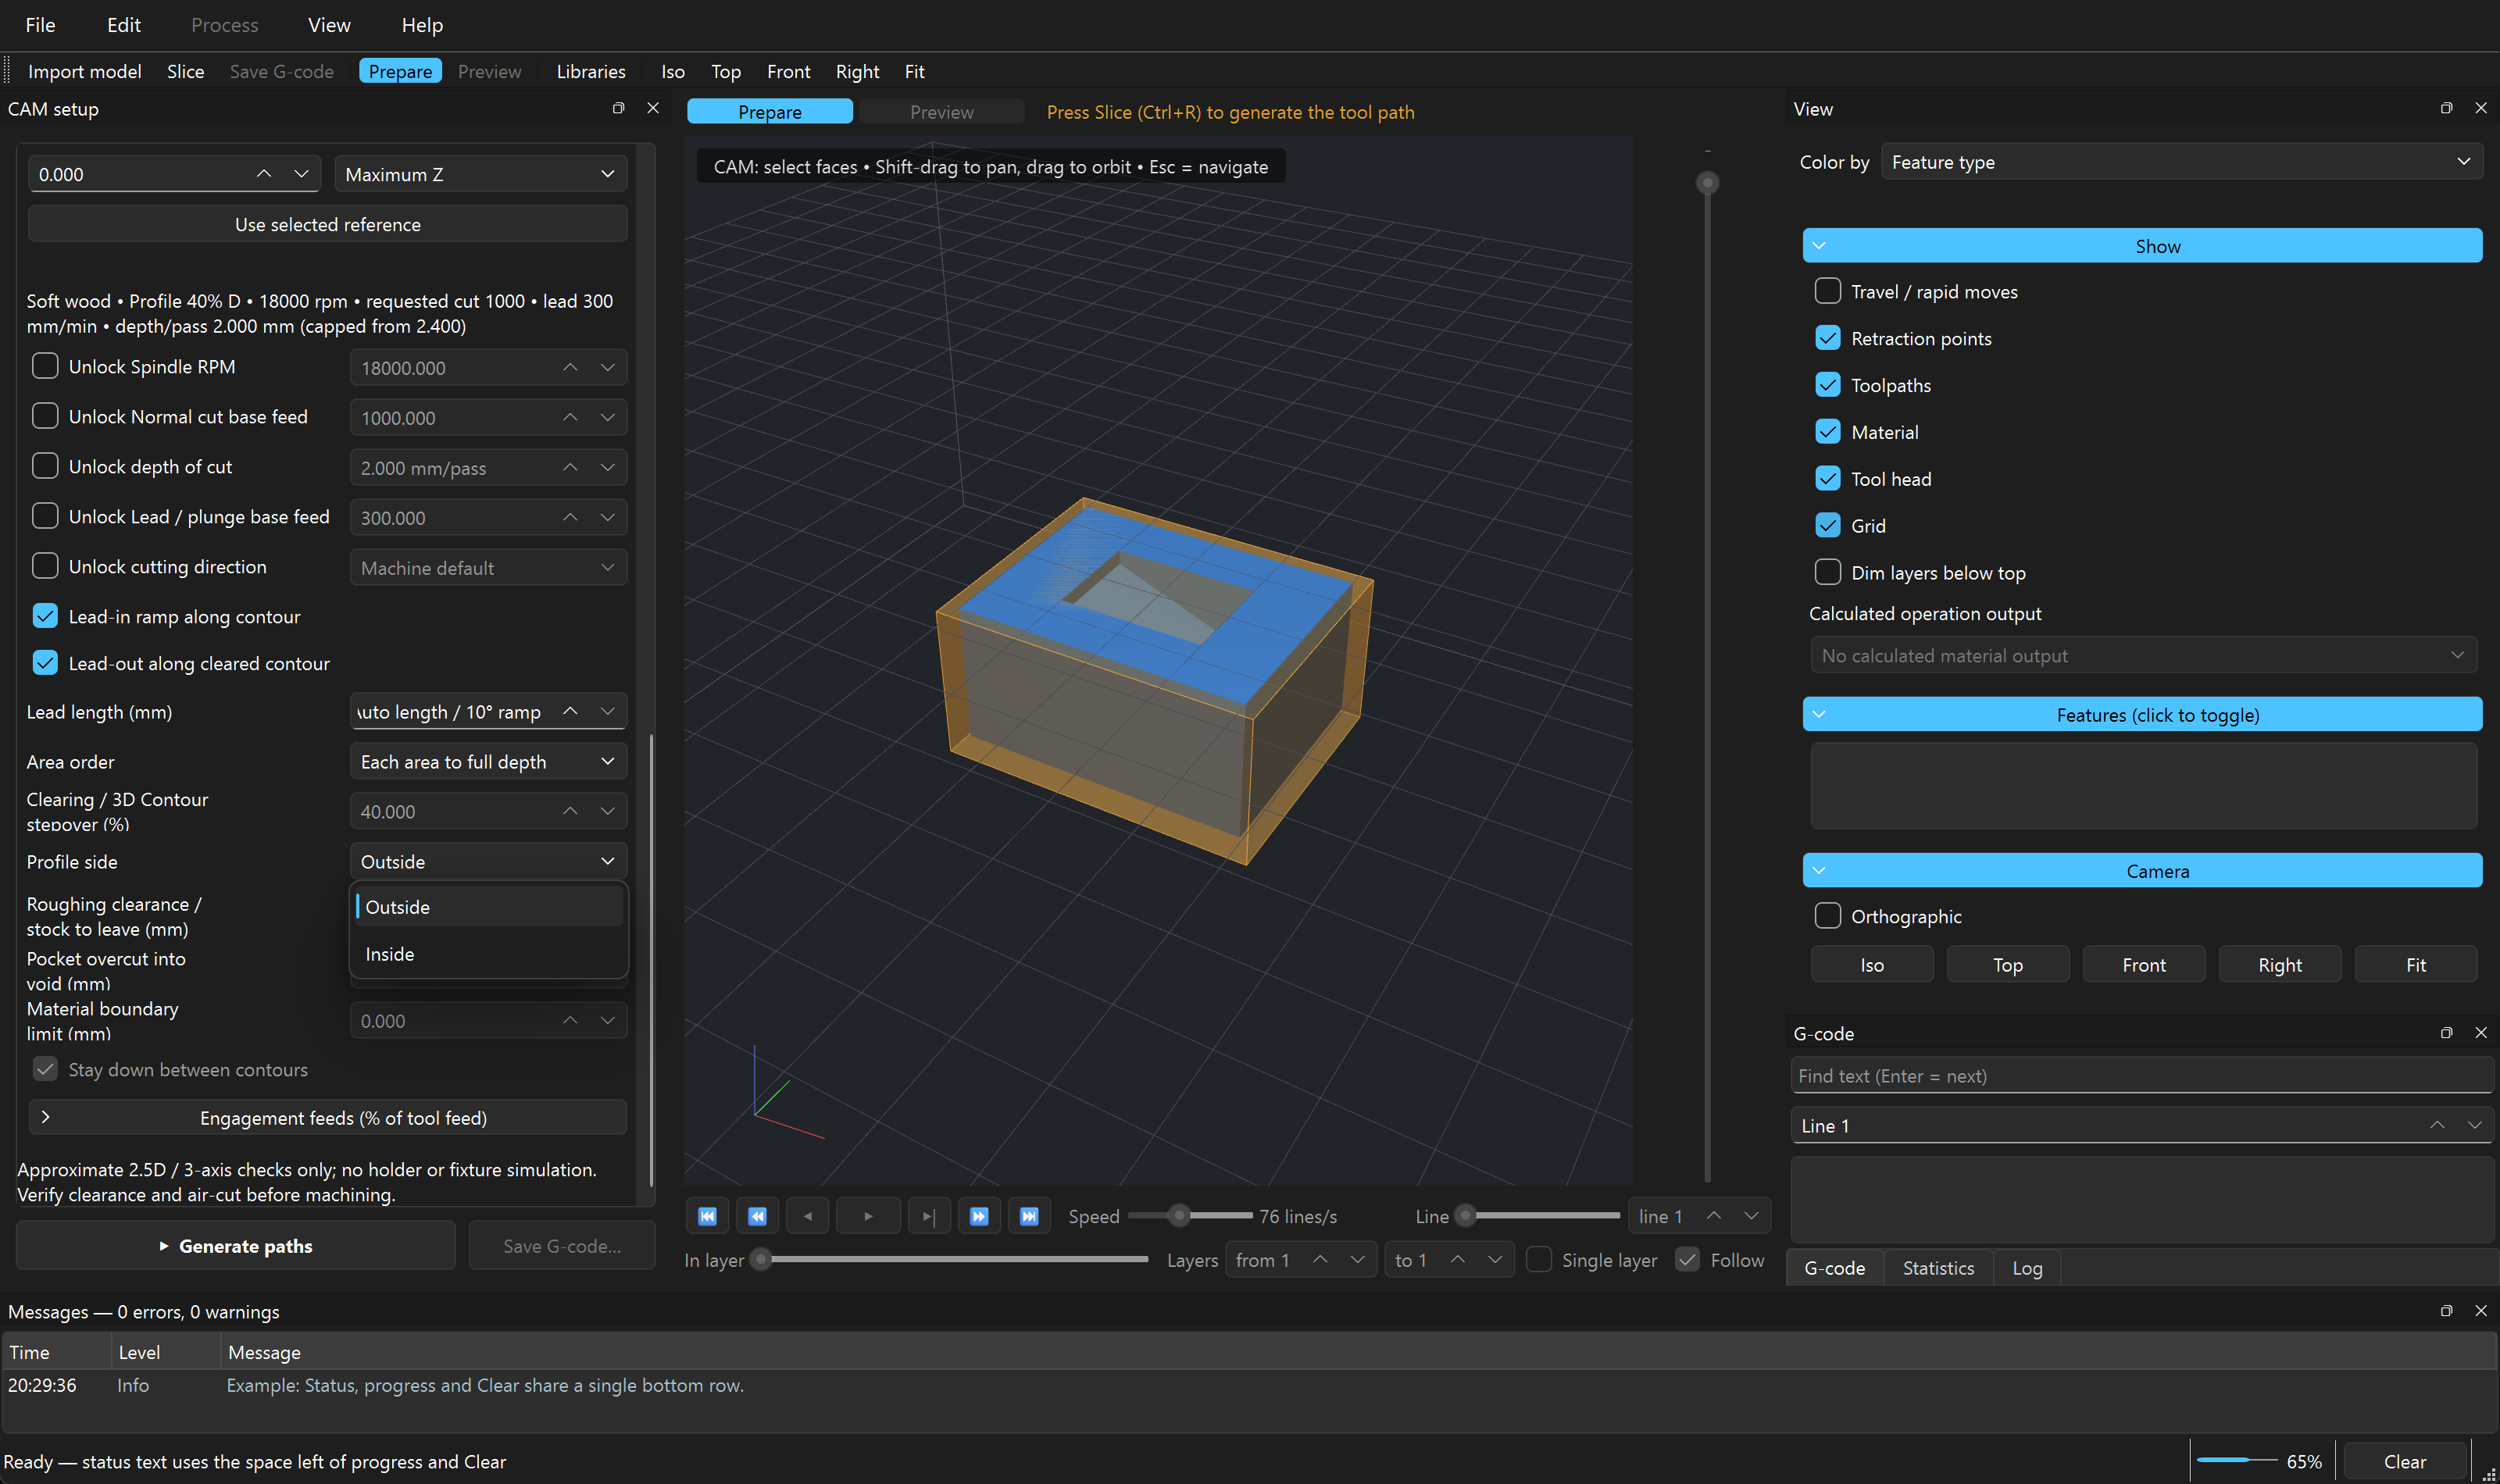 File Edit Process View Help
Import model Slice Save G-code Prepare Preview Libraries Iso Top Front Right Fit
CAM setup
0.000 Maximum Z
Use selected reference
Soft wood • Profile 40% D • 18000 rpm • requested cut 1000 • lead 300
mm/min • depth/pass 2.000 mm (capped from 2.400)
Unlock Spindle RPM 18000.000
Unlock Normal cut base feed 1000.000
Unlock depth of cut 2.000 mm/pass
Unlock Lead / plunge base feed 300.000
Unlock cutting direction Machine default
Lead-in ramp along contour
Lead-out along cleared contour
Lead length (mm) Auto length / 10° ramp
Area order Each area to full depth
Clearing / 3D Contour
stepover (%) 40.000
Profile side Outside
Outside
Inside
Roughing clearance /
stock to leave (mm)
Pocket overcut into
void (mm)
Material boundary
limit (mm) 0.000
Stay down between contours
Engagement feeds (% of tool feed)
Approximate 2.5D / 3-axis checks only; no holder or fixture simulation.
Verify clearance and air-cut before machining.
Generate paths Save G-code...
Prepare Preview Press Slice (Ctrl+R) to generate the tool path
CAM: select faces • Shift-drag to pan, drag to orbit • Esc = navigate
Speed 76 lines/s Line line 1
In layer Layers from 1 to 1 Single layer Follow
View
Color by Feature type
Show
Travel / rapid moves
Retraction points
Toolpaths
Material
Tool head
Grid
Dim layers below top
Calculated operation output
No calculated material output
Features (click to toggle)
Camera
Orthographic
Iso Top Front Right Fit
G-code
Find text (Enter = next)
Line 1
G-code Statistics Log
Messages — 0 errors, 0 warnings
Time Level Message
20:29:36 Info Example: Status, progress and Clear share a single bottom row.
Ready — status text uses the space left of progress and Clear 65% Clear